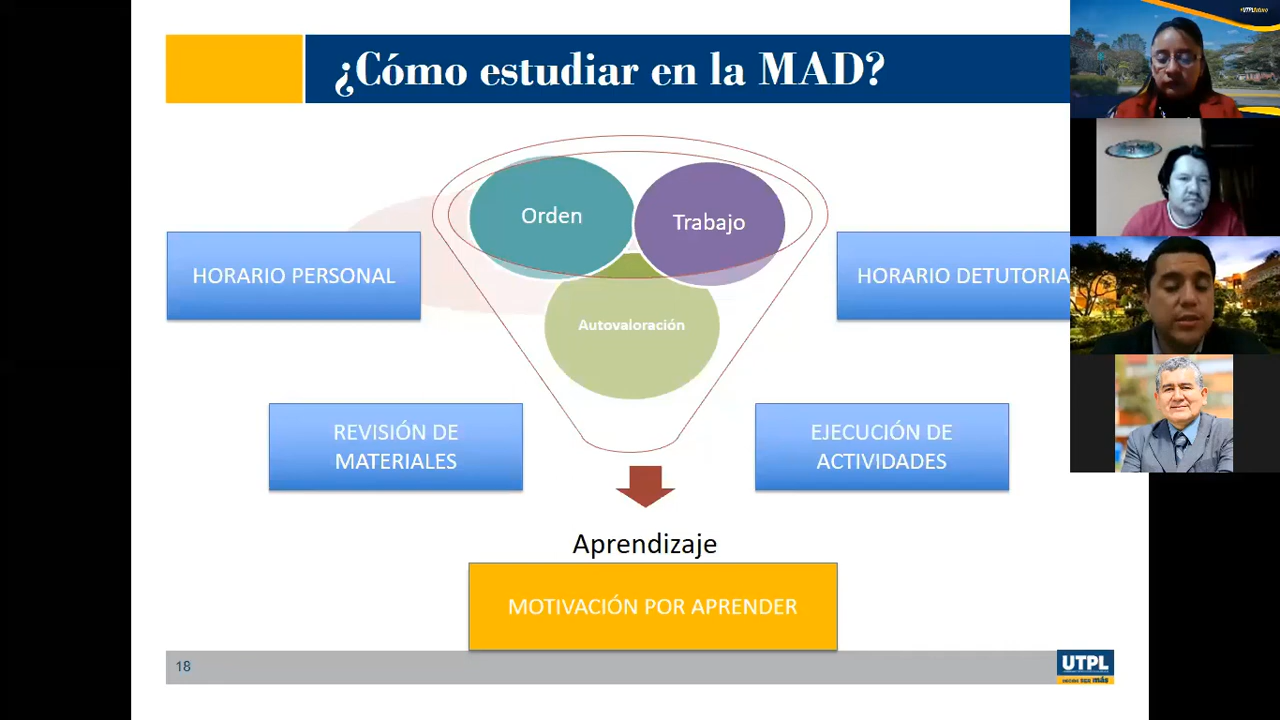 ¿Cómo estudiar en la MAD?
Orden
Trabajo
Autovaloración
HORARIO PERSONAL
HORARIO DETUTORIA
REVISIÓN DE
MATERIALES
EJECUCIÓN DE
ACTIVIDADES
Aprendizaje
MOTIVACIÓN POR APRENDER
18
UTPL